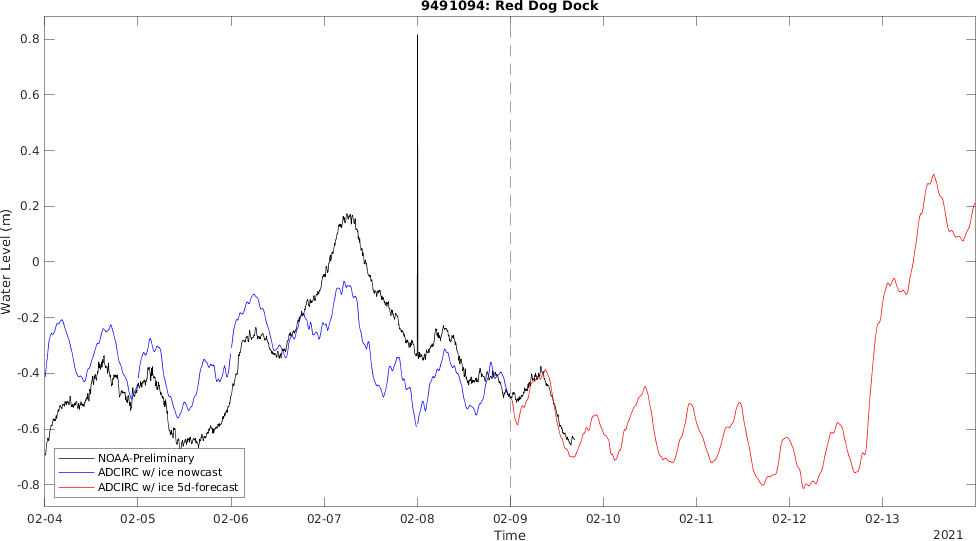 9491094: Red Dog Dock
Water Level (m)
0.8
0.6
0.4
0.2
0
-0.2
-0.4
-0.6
-0.8
NOAA-Preliminary
ADCIRC w/ ice nowcast
ADCIRC w/ ice 5d-forecast
02-04 02-05 02-06 02-07 02-08 02-09 02-10 02-11 02-12 02-13
Time
2021